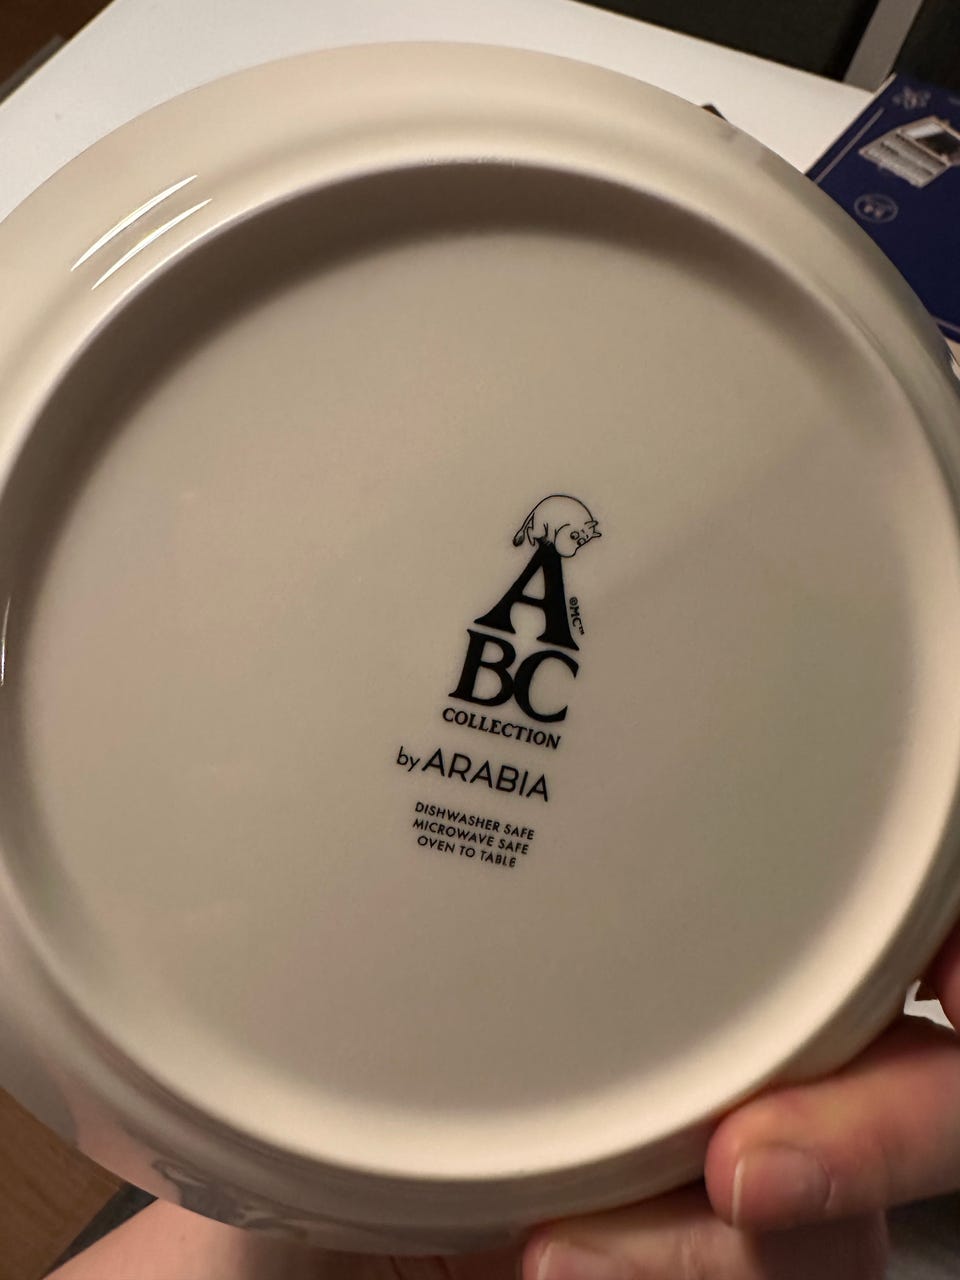 A
©MC™
BC
COLLECTION
by ARABIA
DISHWASHER SAFE
MICROWAVE SAFE
OVEN TO TABLE